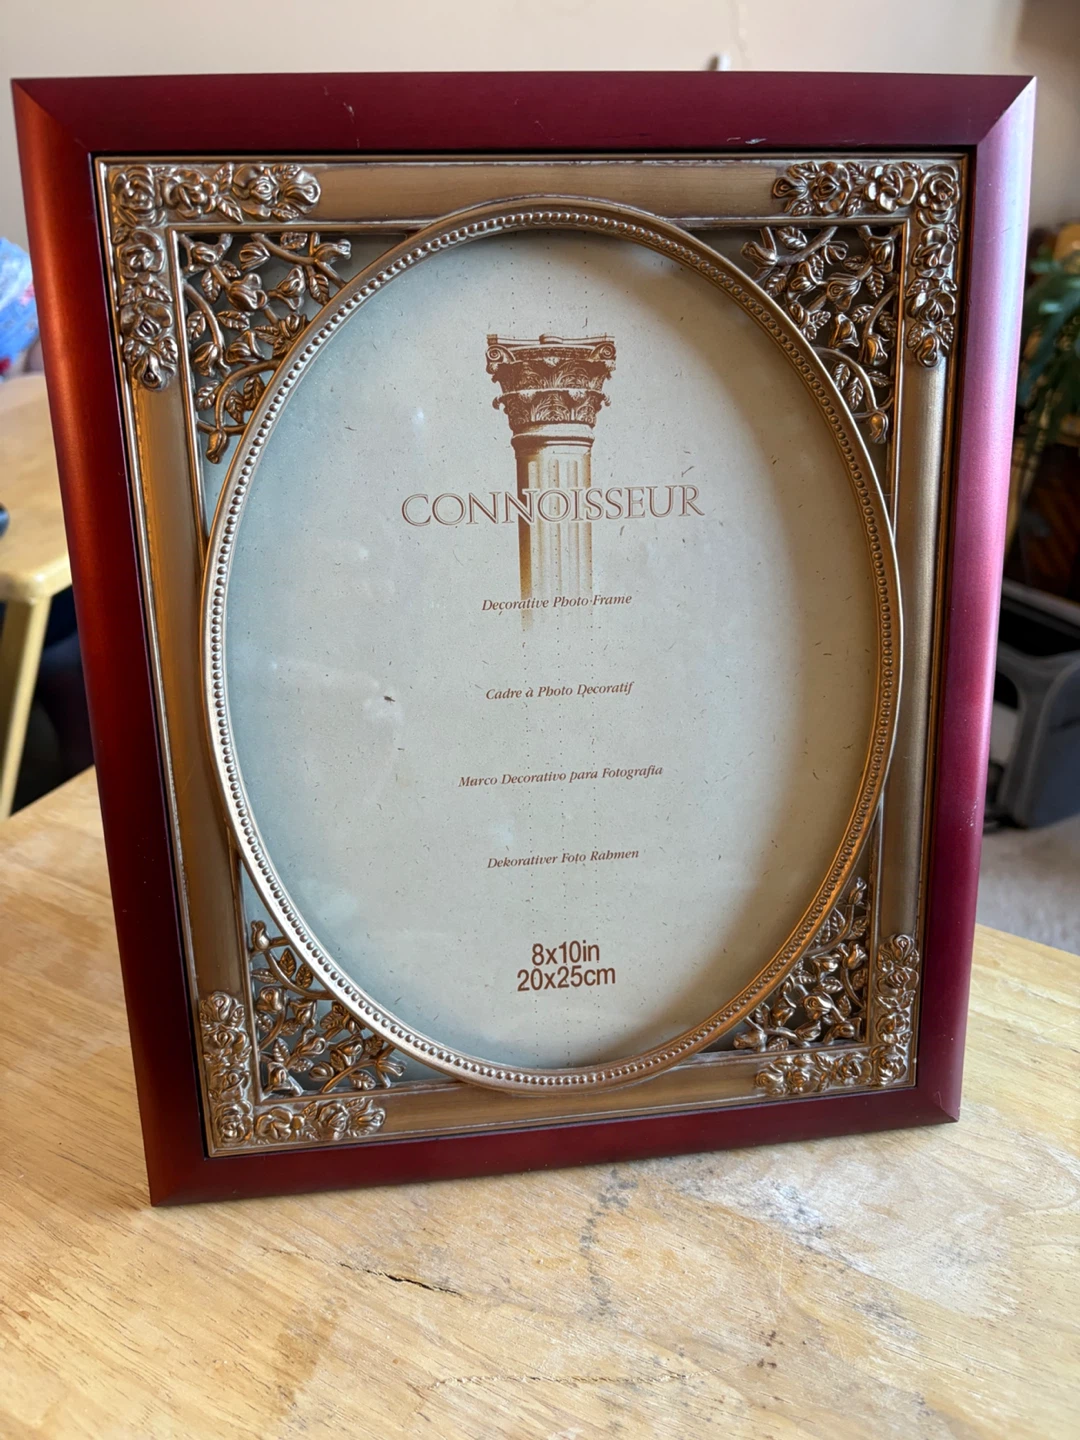 CONNOISSEUR
Decorative Photo Frame
Cadre à Photo Decoratif
Marco Decorativo para Fotografia
Dekorativer Foto Rahmen
8x10in
20x25cm